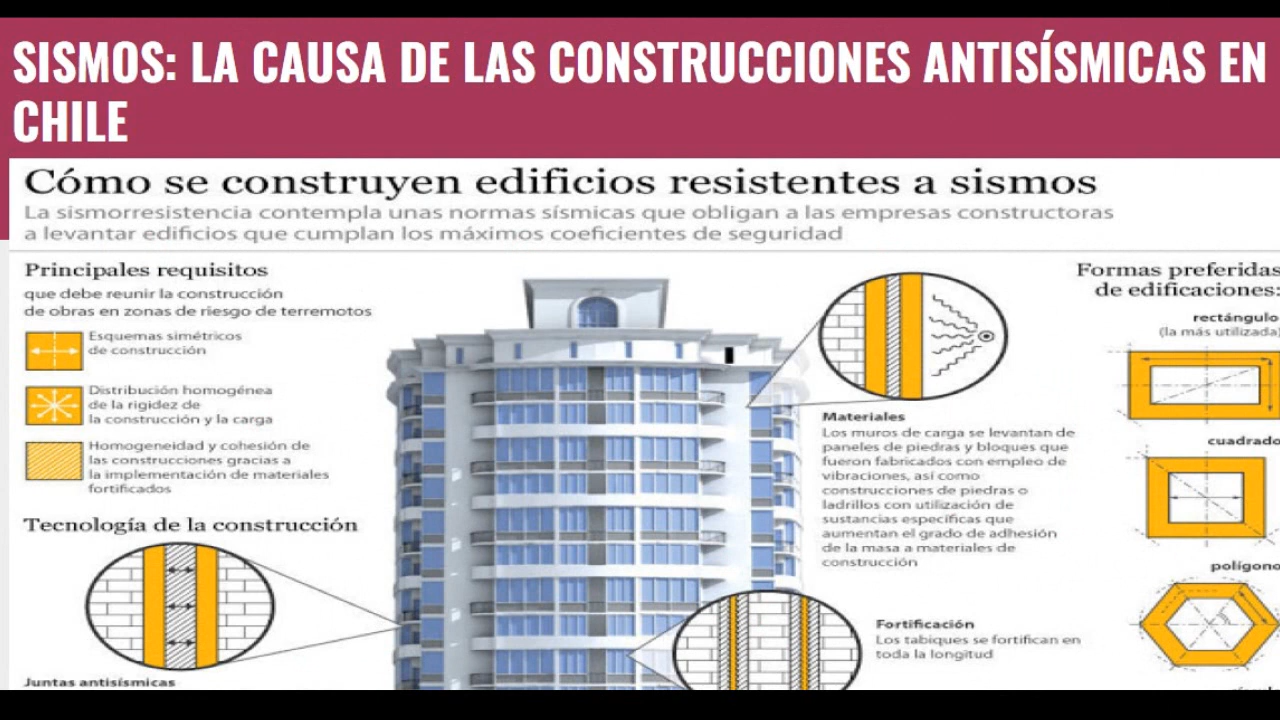 SISMOS: LA CAUSA DE LAS CONSTRUCCIONES ANTISÍSMICAS EN
CHILE
Cómo se construyen edificios resistentes a sismos
La sismorresistencia contempla unas normas sísmicas que obligan a las empresas constructoras
a levantar edificios que cumplan los máximos coeficientes de seguridad
Principales requisitos
que debe reunir la construcción
de obras en zonas de riesgo de terremotos
Esquemas simétricos
de construcción
Distribución homogénea
de la rigidez de
la construcción y la carga
Homogeneidad y cohesión de
las construcciones gracias a
la implementación de materiales
fortificados
Tecnología de la construcción
Juntas antisísmicas
Materiales
Los muros de carga se levantan de
paneles de piedras y bloques que
fueron fabricados con empleo de
vibraciones, así como
construcciones de piedras o
ladrillos con utilización de
sustancias específicas que
aumentan el grado de adhesión
de la masa a materiales de
construcción
Fortificación
Los tabiques se fortifican en
toda la longitud
Formas preferidas
de edificaciones:
rectángulo
(la más utilizada)
cuadrado
polígono